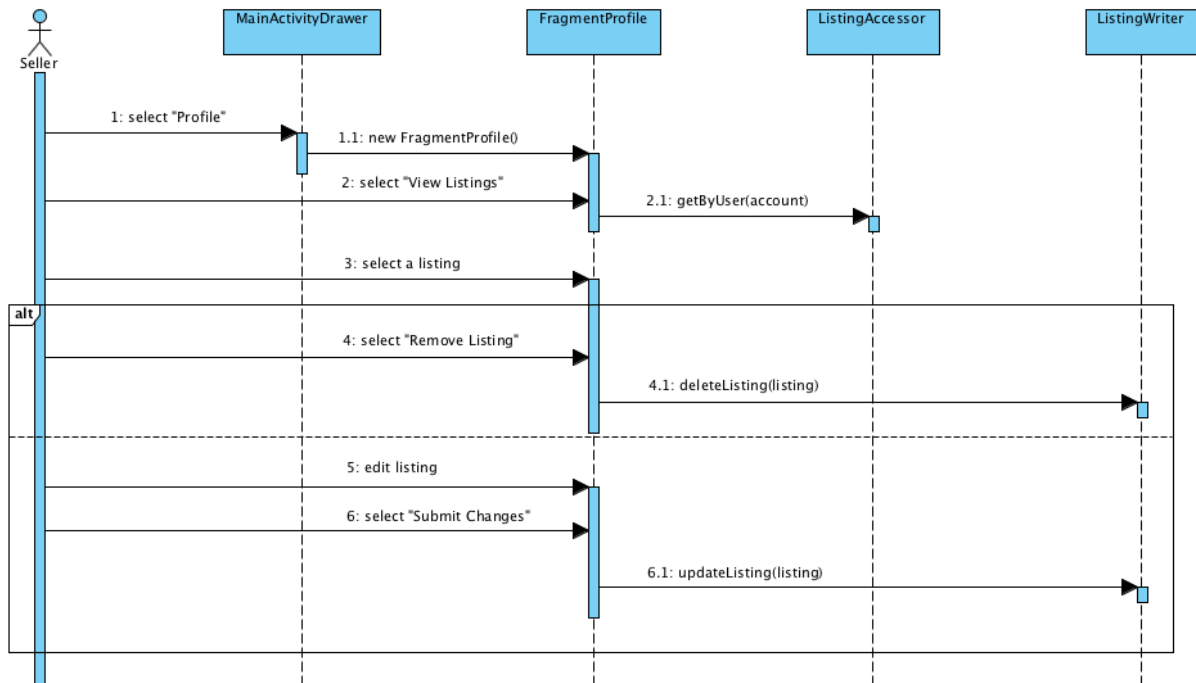 MainActivityDrawer
FragmentProfile
ListingAccessor
ListingWriter
Seller
1: select "Profile"
1.1: new FragmentProfile()
2: select "View Listings"
2.1: getByUser(account)
3: select a listing
alt
4: select "Remove Listing"
4.1: deleteListing(listing)
5: edit listing
6: select "Submit Changes"
6.1: updateListing(listing)